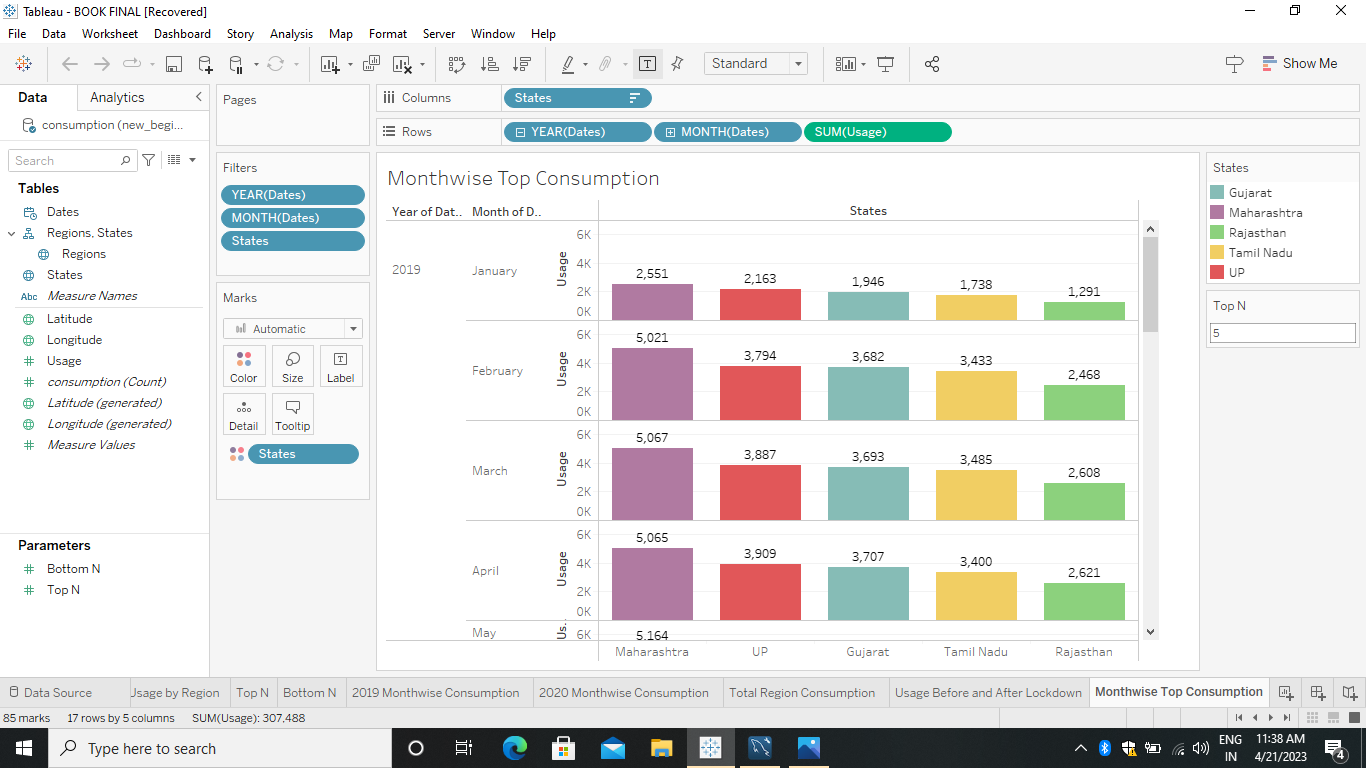 Tableau - BOOK FINAL [Recovered]
File Data Worksheet Dashboard Story Analysis Map Format Server Window Help
Standard
Show Me
Data Analytics
consumption (new_begi...
Search
Tables
Dates
Regions, States
Regions
States
Abc Measure Names
Latitude
Longitude
Usage
consumption (Count)
Latitude (generated)
Longitude (generated)
Measure Values
Parameters
Bottom N
Top N
Pages
Filters
YEAR(Dates)
MONTH(Dates)
States
Marks
Automatic
Color Size Label
Detail Tooltip
States
Columns States
Rows YEAR(Dates) MONTH(Dates) SUM(Usage)
Monthwise Top Consumption
Year of Dat.. Month of D.. States
2019
January Usage 6K 4K 2K 0K 2,551 2,163 1,946 1,738 1,291
February Usage 6K 4K 2K 0K 5,021 3,794 3,682 3,433 2,468
March Usage 6K 4K 2K 0K 5,067 3,887 3,693 3,485 2,608
April Usage 6K 4K 2K 0K 5,065 3,909 3,707 3,400 2,621
May Us.. 6K 5,164
Maharashtra UP Gujarat Tamil Nadu Rajasthan
States
Gujarat
Maharashtra
Rajasthan
Tamil Nadu
UP
Top N
5
Data Source Usage by Region Top N Bottom N 2019 Monthwise Consumption 2020 Monthwise Consumption Total Region Consumption Usage Before and After Lockdown Monthwise Top Consumption
85 marks 17 rows by 5 columns SUM(Usage): 307,488
Type here to search
ENG
IN
11:38 AM
4/21/2023
4